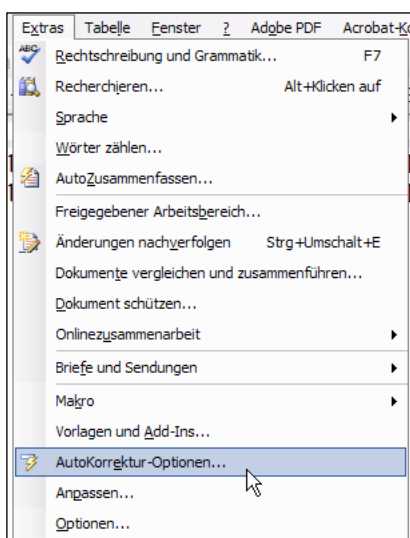 Extras Tabelle Fenster ? Adobe PDF
ABC Rechtschreibung und Grammatik... F7
Recherchieren... Alt+Klicken auf
Sprache
Wörter zählen...
AutoZusammenfassen...
Freigegebener Arbeitsbereich...
Änderungen nachverfolgen Strg+Umschalt+E
Dokumente vergleichen und zusammenführen...
Dokument schützen...
Onlinezusammenarbeit
Briefe und Sendungen
Makro
Vorlagen und Add-Ins...
AutoKorrektur-Optionen...
Anpassen...
Optionen...